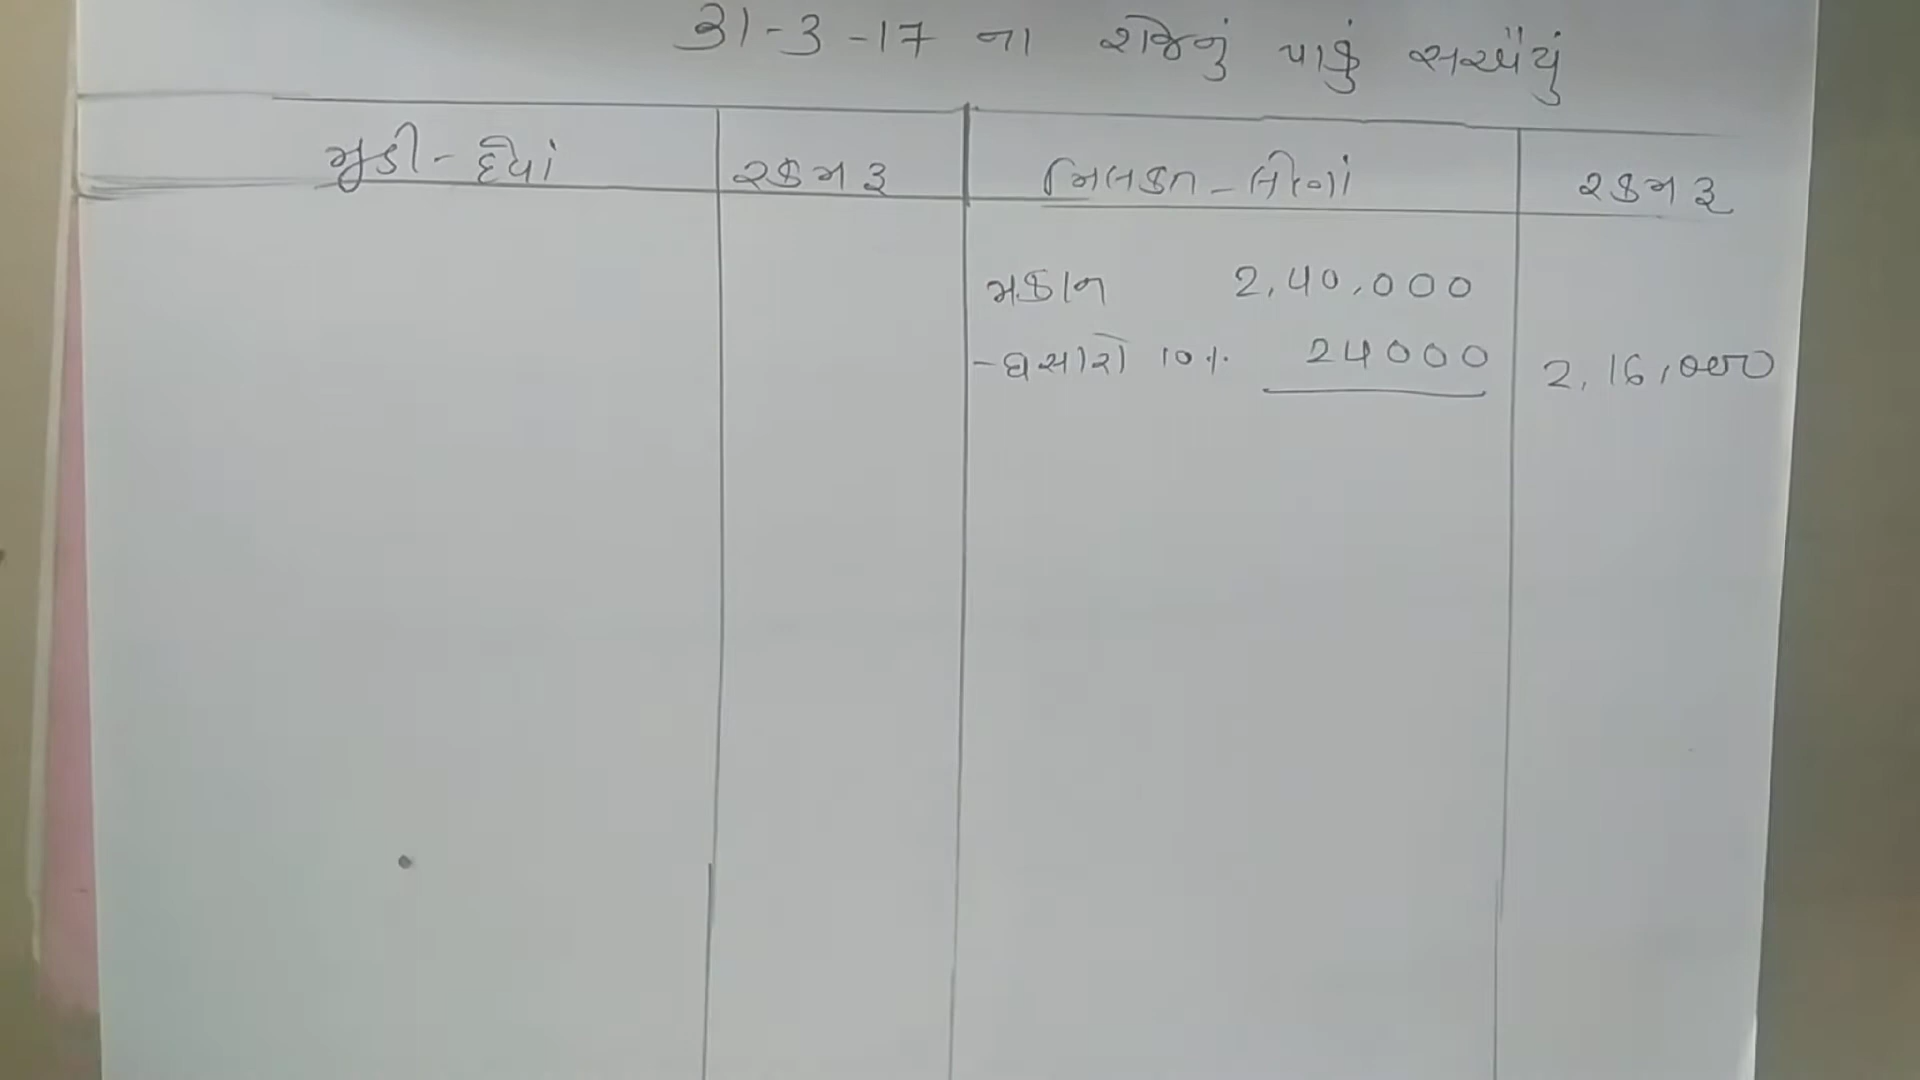 31-3-17 ના રોજનું પાકું સરવૈયું
મુડી - દેવાં રકમ રૂ મિલકત - લેણાં રકમ રૂ
મકાન 2,40,000
- ઘસારો 10% 24000 2,16,000